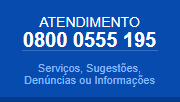 ATENDIMENTO
0800 0555 195
Serviços, Sugestões,
Denúncias ou Informações